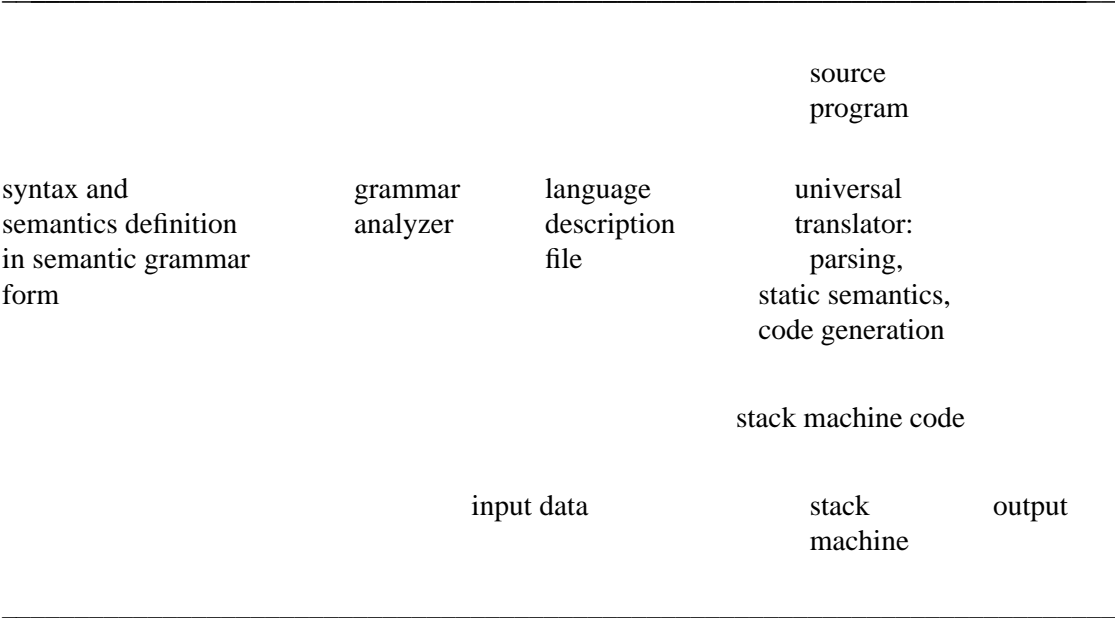 source
program
syntax and
semantics definition
in semantic grammar
form
grammar
analyzer
language
description
file
universal
translator:
parsing,
static semantics,
code generation
stack machine code
input data
stack
machine
output